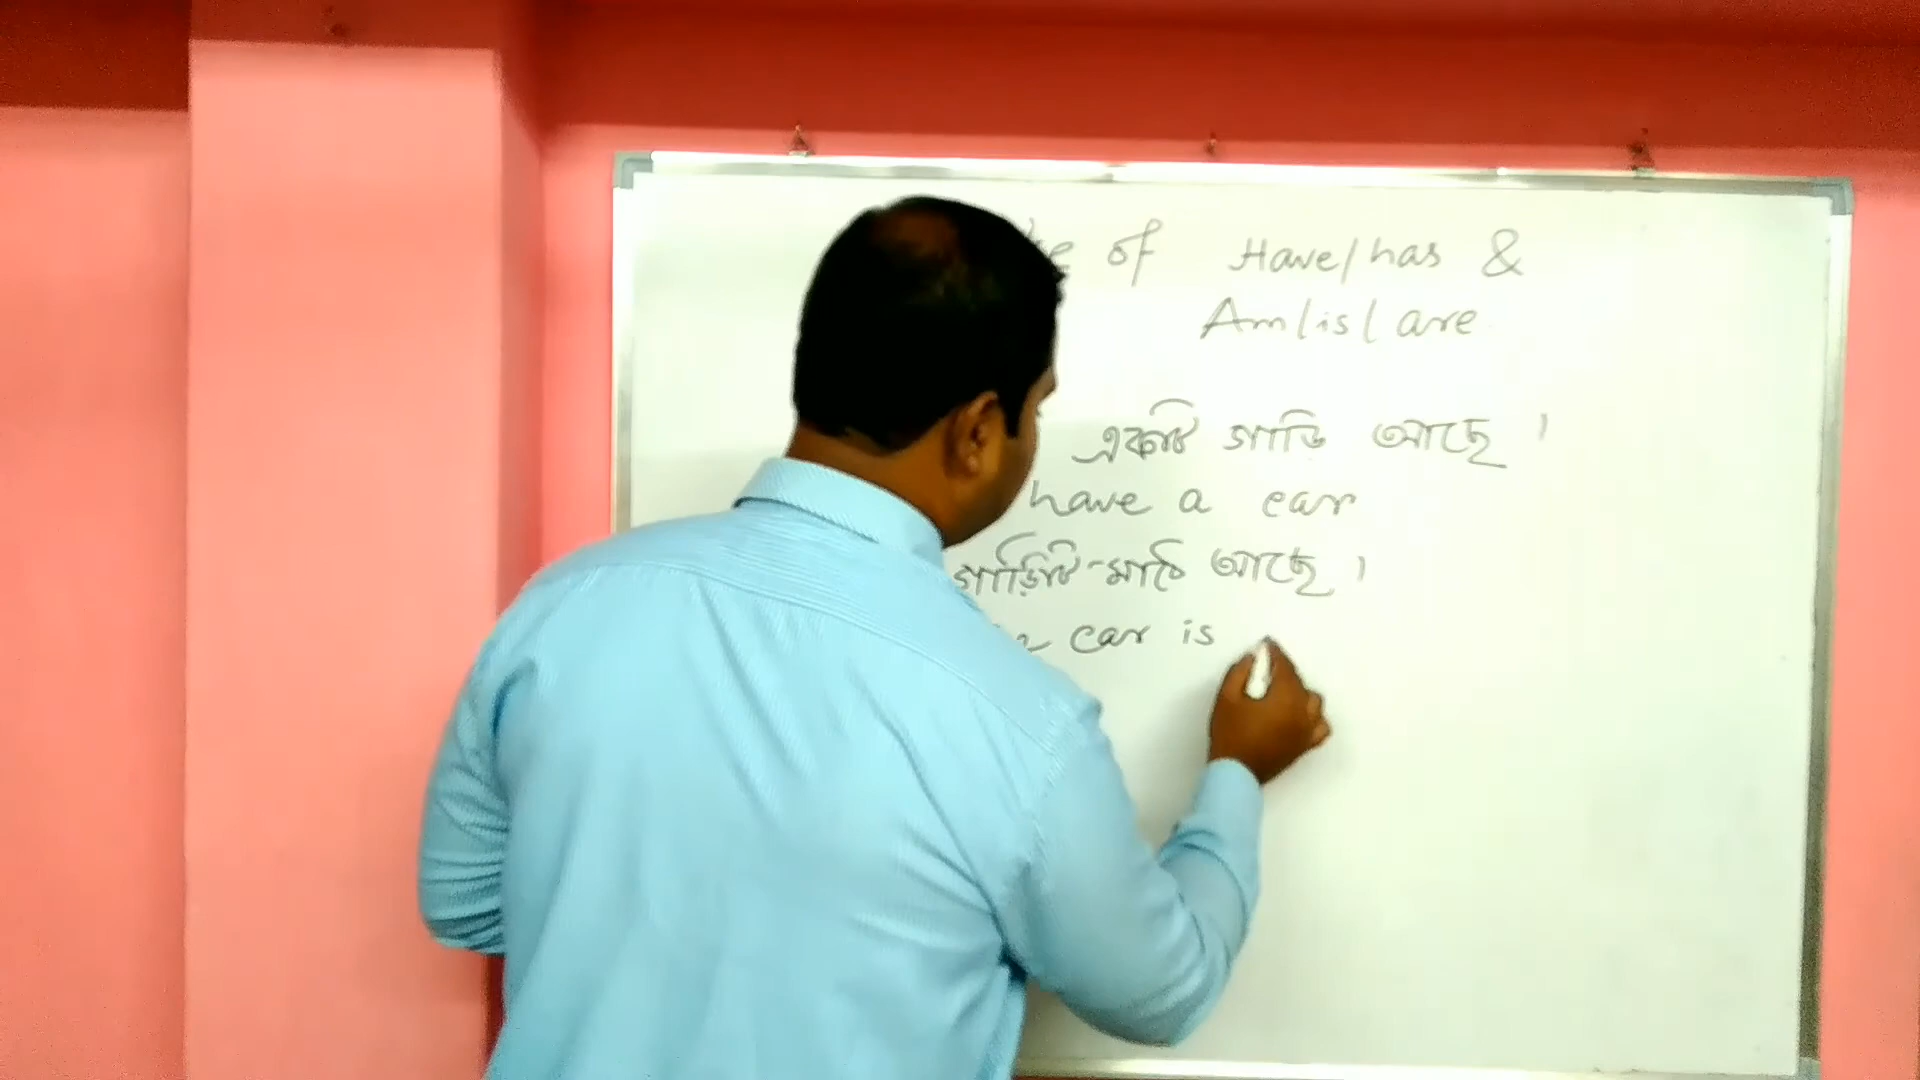 of Have/has &
Am/is/are
একটি গাড়ি আছে।
have a car
গাড়িটি মাঠে আছে।
car is